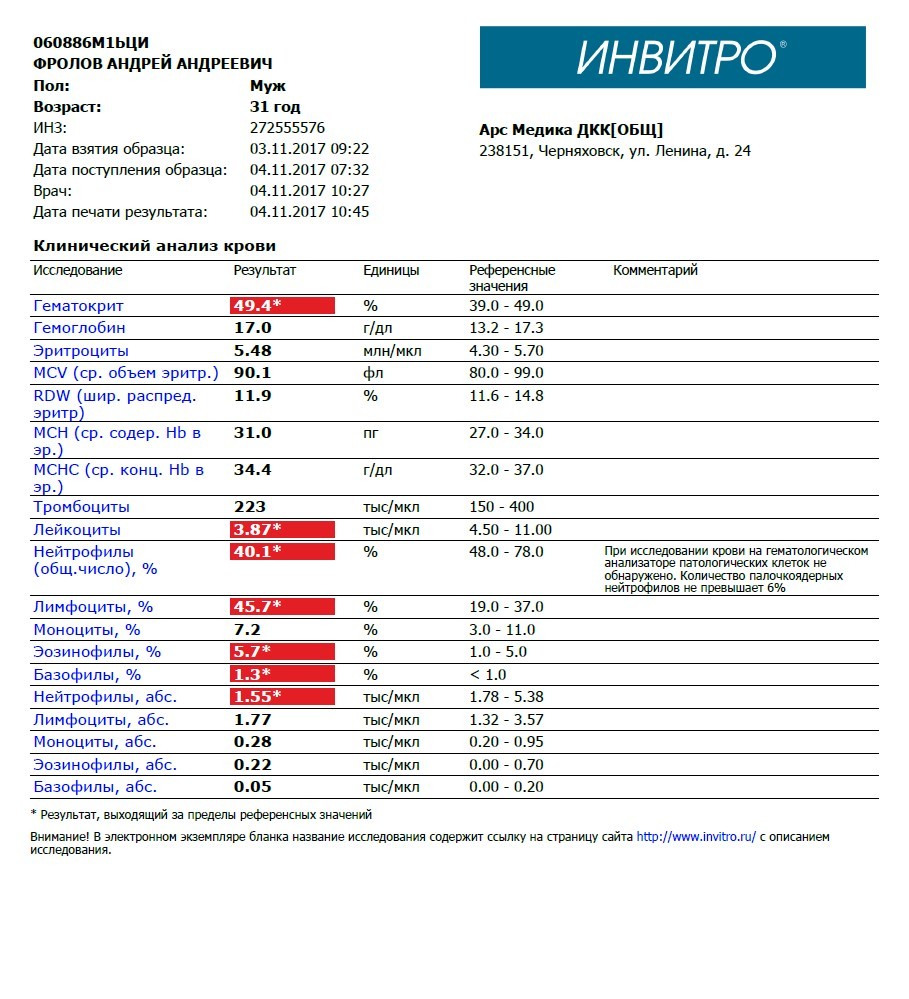 060886М1ЬЦИ
ФРОЛОВ АНДРЕЙ АНДРЕЕВИЧ
Пол: Муж
Возраст: 31 год
ИНЗ: 272555576
Дата взятия образца: 03.11.2017 09:22
Дата поступления образца: 04.11.2017 07:32
Врач: 04.11.2017 10:27
Дата печати результата: 04.11.2017 10:45
ИНВИТРО®
Арс Медика ДКК[ОБЩ]
238151, Черняховск, ул. Ленина, д. 24
Клинический анализ крови
Исследование Результат Единицы Референсные Комментарий
значения
Гематокрит 49.4* % 39.0 - 49.0
Гемоглобин 17.0 г/дл 13.2 - 17.3
Эритроциты 5.48 млн/мкл 4.30 - 5.70
MCV (ср. объем эритр.) 90.1 фл 80.0 - 99.0
RDW (шир. распред. 11.9 % 11.6 - 14.8
эритр)
MCH (ср. содер. Hb в 31.0 пг 27.0 - 34.0
эр.)
МСНС (ср. конц. Hb в 34.4 г/дл 32.0 - 37.0
эр.)
Тромбоциты 223 тыс/мкл 150 - 400
Лейкоциты 3.87* тыс/мкл 4.50 - 11.00
Нейтрофилы 40.1* % 48.0 - 78.0 При исследовании крови на гематологическом
(общ.число), % анализаторе патологических клеток не
обнаружено. Количество палочкоядерных
нейтрофилов не превышает 6%
Лимфоциты, % 45.7* % 19.0 - 37.0
Моноциты, % 7.2 % 3.0 - 11.0
Эозинофилы, % 5.7* % 1.0 - 5.0
Базофилы, % 1.3* % < 1.0
Нейтрофилы, абс. 1.55* тыс/мкл 1.78 - 5.38
Лимфоциты, абс. 1.77 тыс/мкл 1.32 - 3.57
Моноциты, абс. 0.28 тыс/мкл 0.20 - 0.95
Эозинофилы, абс. 0.22 тыс/мкл 0.00 - 0.70
Базофилы, абс. 0.05 тыс/мкл 0.00 - 0.20
* Результат, выходящий за пределы референсных значений
Внимание! В электронном экземпляре бланка название исследования содержит ссылку на страницу сайта http://www.invitro.ru/ с описанием
исследования.